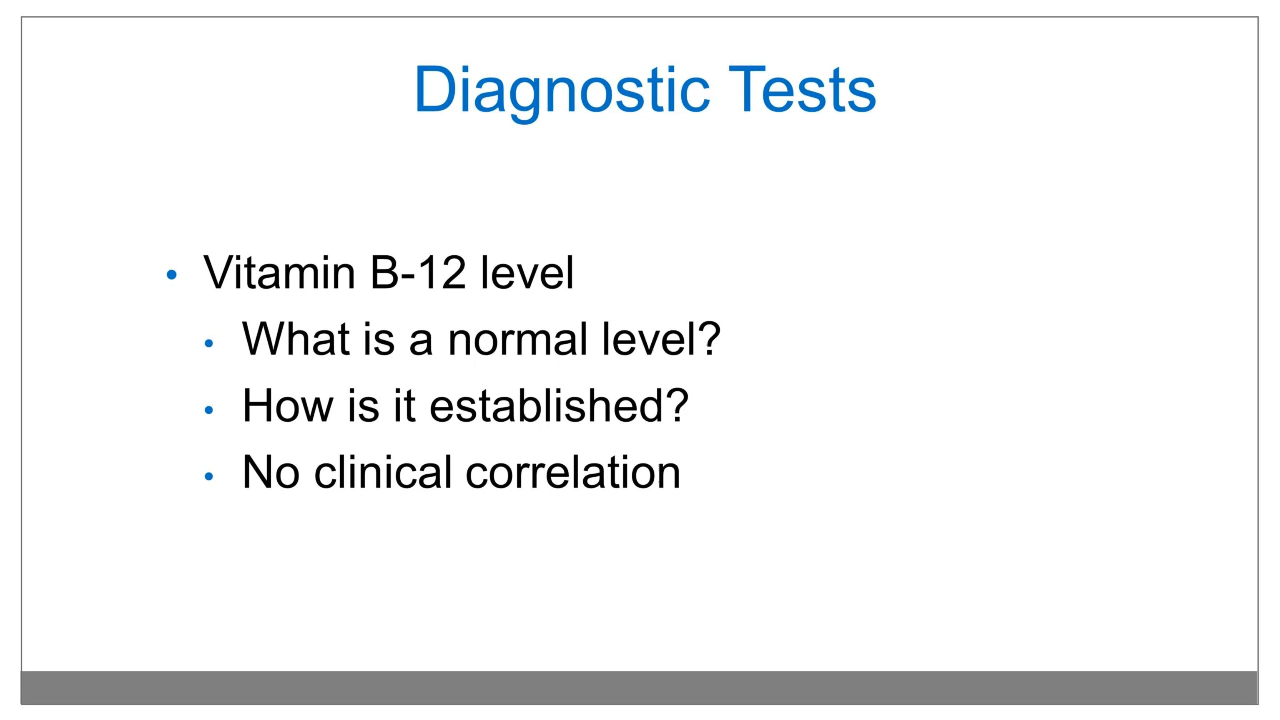 Diagnostic Tests
• Vitamin B-12 level
• What is a normal level?
• How is it established?
• No clinical correlation